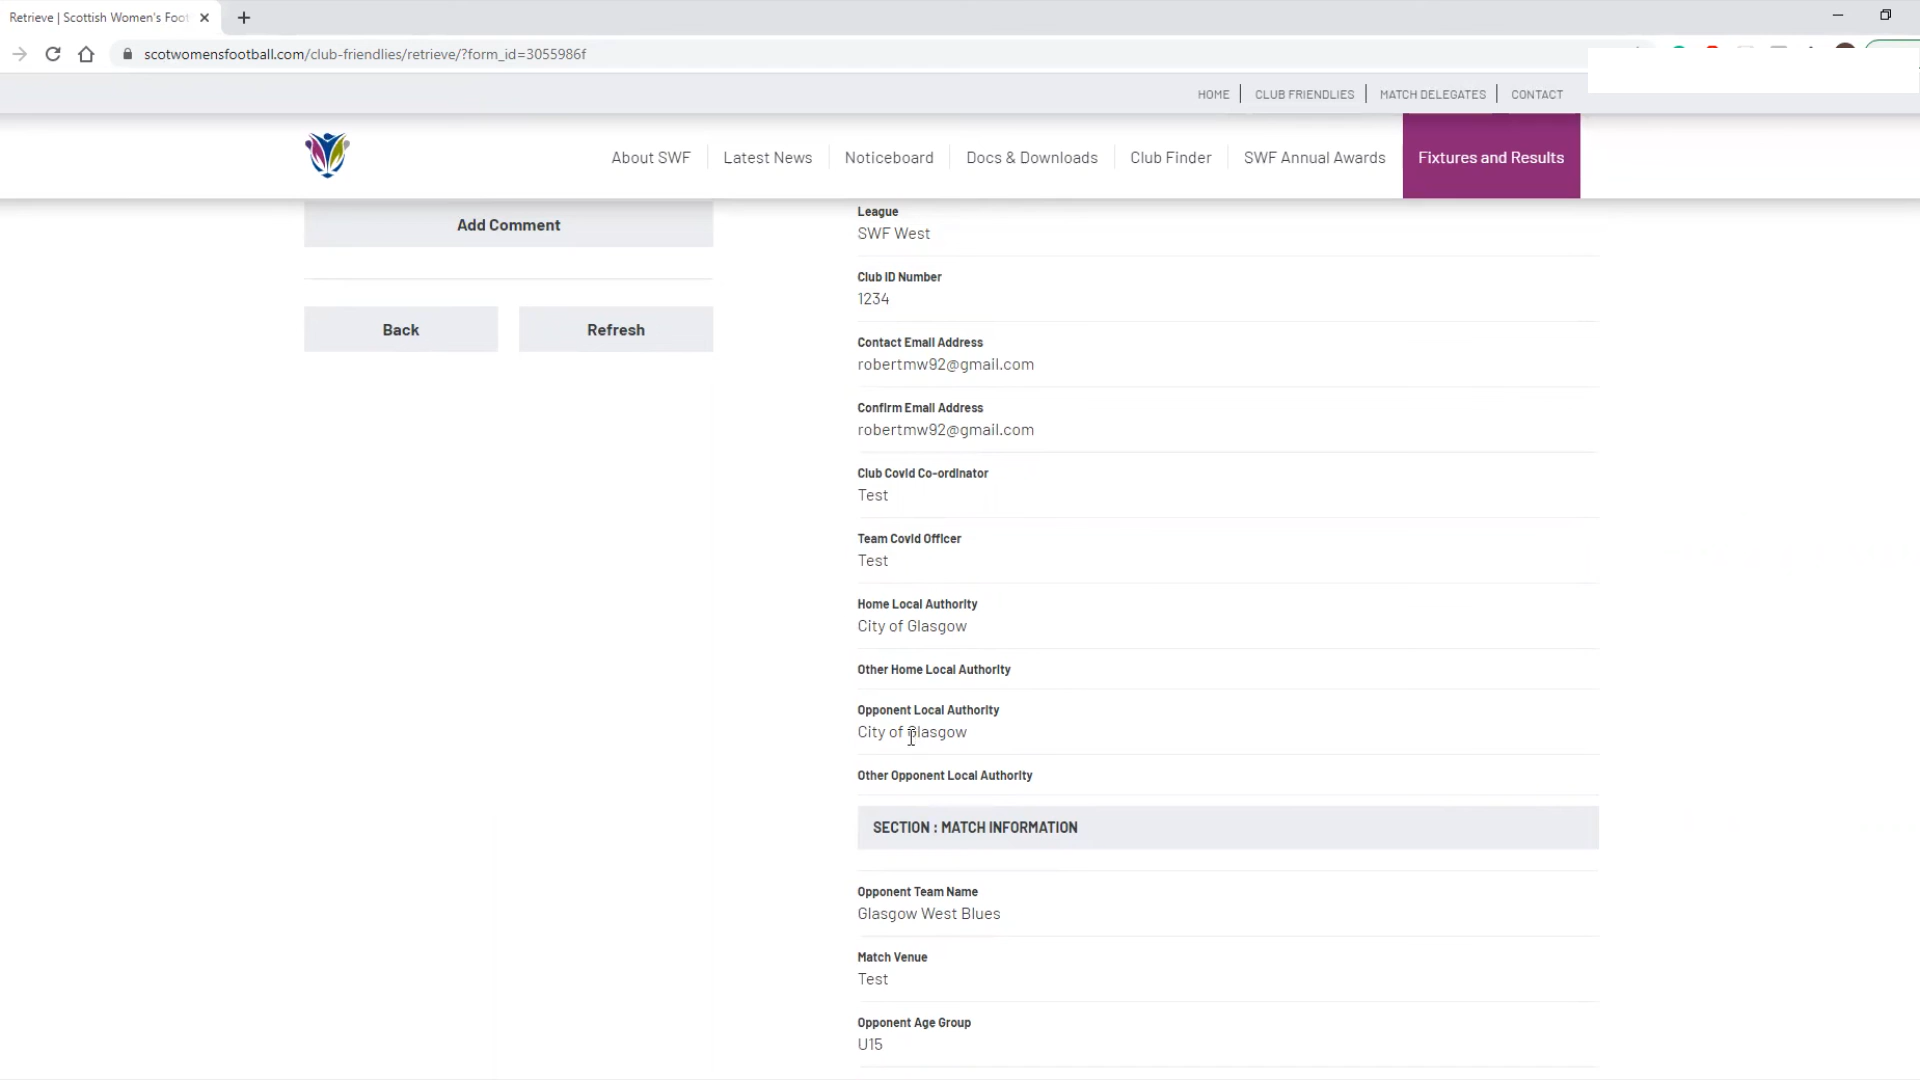 Retrieve | Scottish Women's Foot
scotwomensfootball.com/club-friendlies/retrieve/?form_id=3055986f
HOME
CLUB FRIENDLIES
MATCH DELEGATES
CONTACT
About SWF
Latest News
Noticeboard
Docs & Downloads
Club Finder
SWF Annual Awards
Fixtures and Results
Add Comment
Back
Refresh
League
SWF West
Club ID Number
1234
Contact Email Address
robertmw92@gmail.com
Confirm Email Address
robertmw92@gmail.com
Club Covid Co-ordinator
Test
Team Covid Officer
Test
Home Local Authority
City of Glasgow
Other Home Local Authority
Opponent Local Authority
City of Glasgow
Other Opponent Local Authority
SECTION : MATCH INFORMATION
Opponent Team Name
Glasgow West Blues
Match Venue
Test
Opponent Age Group
U15